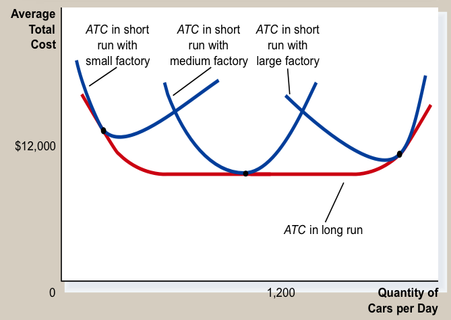 Average
Total
Cost
ATC in short
run with
small factory
ATC in short
run with
medium factory
ATC in short
run with
large factory
$12,000
ATC in long run
0
1,200
Quantity of
Cars per Day